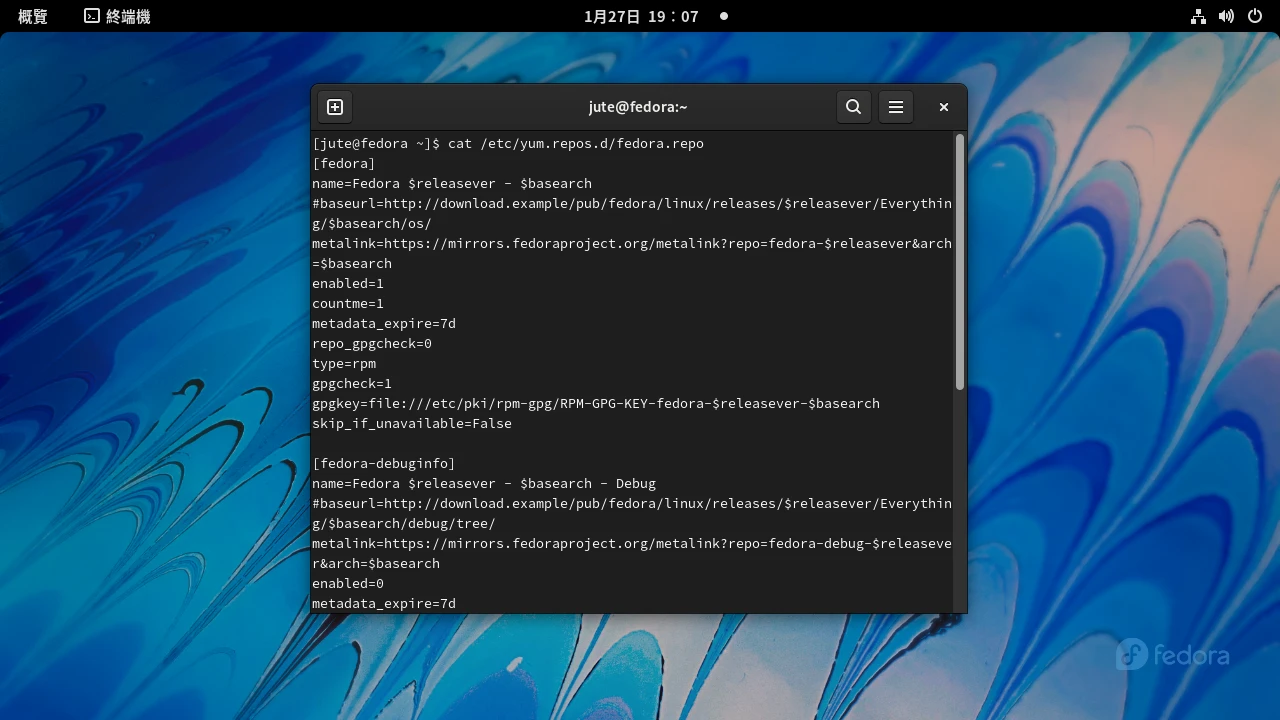 概覽 終端機 1月27日 19：07
jute@fedora:~
[jute@fedora ~]$ cat /etc/yum.repos.d/fedora.repo
[fedora]
name=Fedora $releasever - $basearch
#baseurl=http://download.example/pub/fedora/linux/releases/$releasever/Everythin
g/$basearch/os/
metalink=https://mirrors.fedoraproject.org/metalink?repo=fedora-$releasever&arch
=$basearch
enabled=1
countme=1
metadata_expire=7d
repo_gpgcheck=0
type=rpm
gpgcheck=1
gpgkey=file:///etc/pki/rpm-gpg/RPM-GPG-KEY-fedora-$releasever-$basearch
skip_if_unavailable=False

[fedora-debuginfo]
name=Fedora $releasever - $basearch - Debug
#baseurl=http://download.example/pub/fedora/linux/releases/$releasever/Everythin
g/$basearch/debug/tree/
metalink=https://mirrors.fedoraproject.org/metalink?repo=fedora-debug-$releaseve
r&arch=$basearch
enabled=0
metadata_expire=7d
fedora